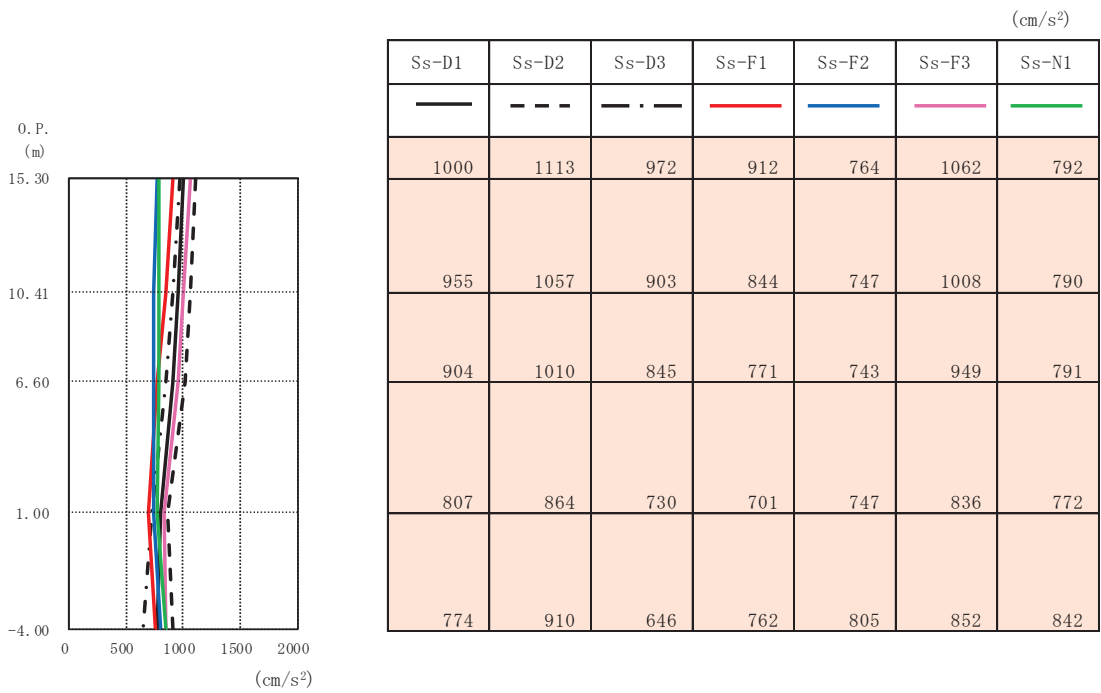 (cm/s²)
Ss-D1 Ss-D2 Ss-D3 Ss-F1 Ss-F2 Ss-F3 Ss-N1
O.P.
(m)
15.30 1000 1113 972 912 764 1062 792
10.41 955 1057 903 844 747 1008 790
6.60 904 1010 845 771 743 949 791
1.00 807 864 730 701 747 836 772
-4.00 774 910 646 762 805 852 842
0 500 1000 1500 2000
(cm/s²)